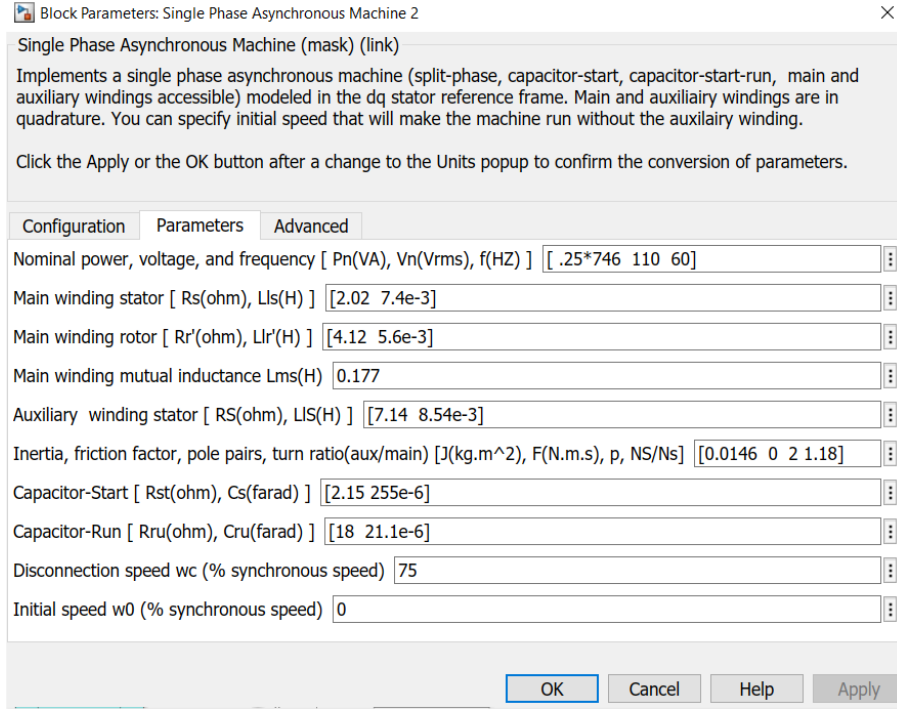 Block Parameters: Single Phase Asynchronous Machine 2
Single Phase Asynchronous Machine (mask) (link)
Implements a single phase asynchronous machine (split-phase, capacitor-start, capacitor-start-run, main and
auxiliary windings accessible) modeled in the dq stator reference frame. Main and auxiliairy windings are in
quadrature. You can specify initial speed that will make the machine run without the auxilairy winding.
Click the Apply or the OK button after a change to the Units popup to confirm the conversion of parameters.
Configuration Parameters Advanced
Nominal power, voltage, and frequency [ Pn(VA), Vn(Vrms), f(HZ) ] [ .25*746 110 60]
Main winding stator [ Rs(ohm), Lls(H) ] [2.02 7.4e-3]
Main winding rotor [ Rr'(ohm), Llr'(H) ] [4.12 5.6e-3]
Main winding mutual inductance Lms(H) 0.177
Auxiliary winding stator [ RS(ohm), LlS(H) ] [7.14 8.54e-3]
Inertia, friction factor, pole pairs, turn ratio(aux/main) [J(kg.m^2), F(N.m.s), p, NS/Ns] [0.0146 0 2 1.18]
Capacitor-Start [ Rst(ohm), Cs(farad) ] [2.15 255e-6]
Capacitor-Run [ Rru(ohm), Cru(farad) ] [18 21.1e-6]
Disconnection speed wc (% synchronous speed) 75
Initial speed w0 (% synchronous speed) 0
OK Cancel Help Apply